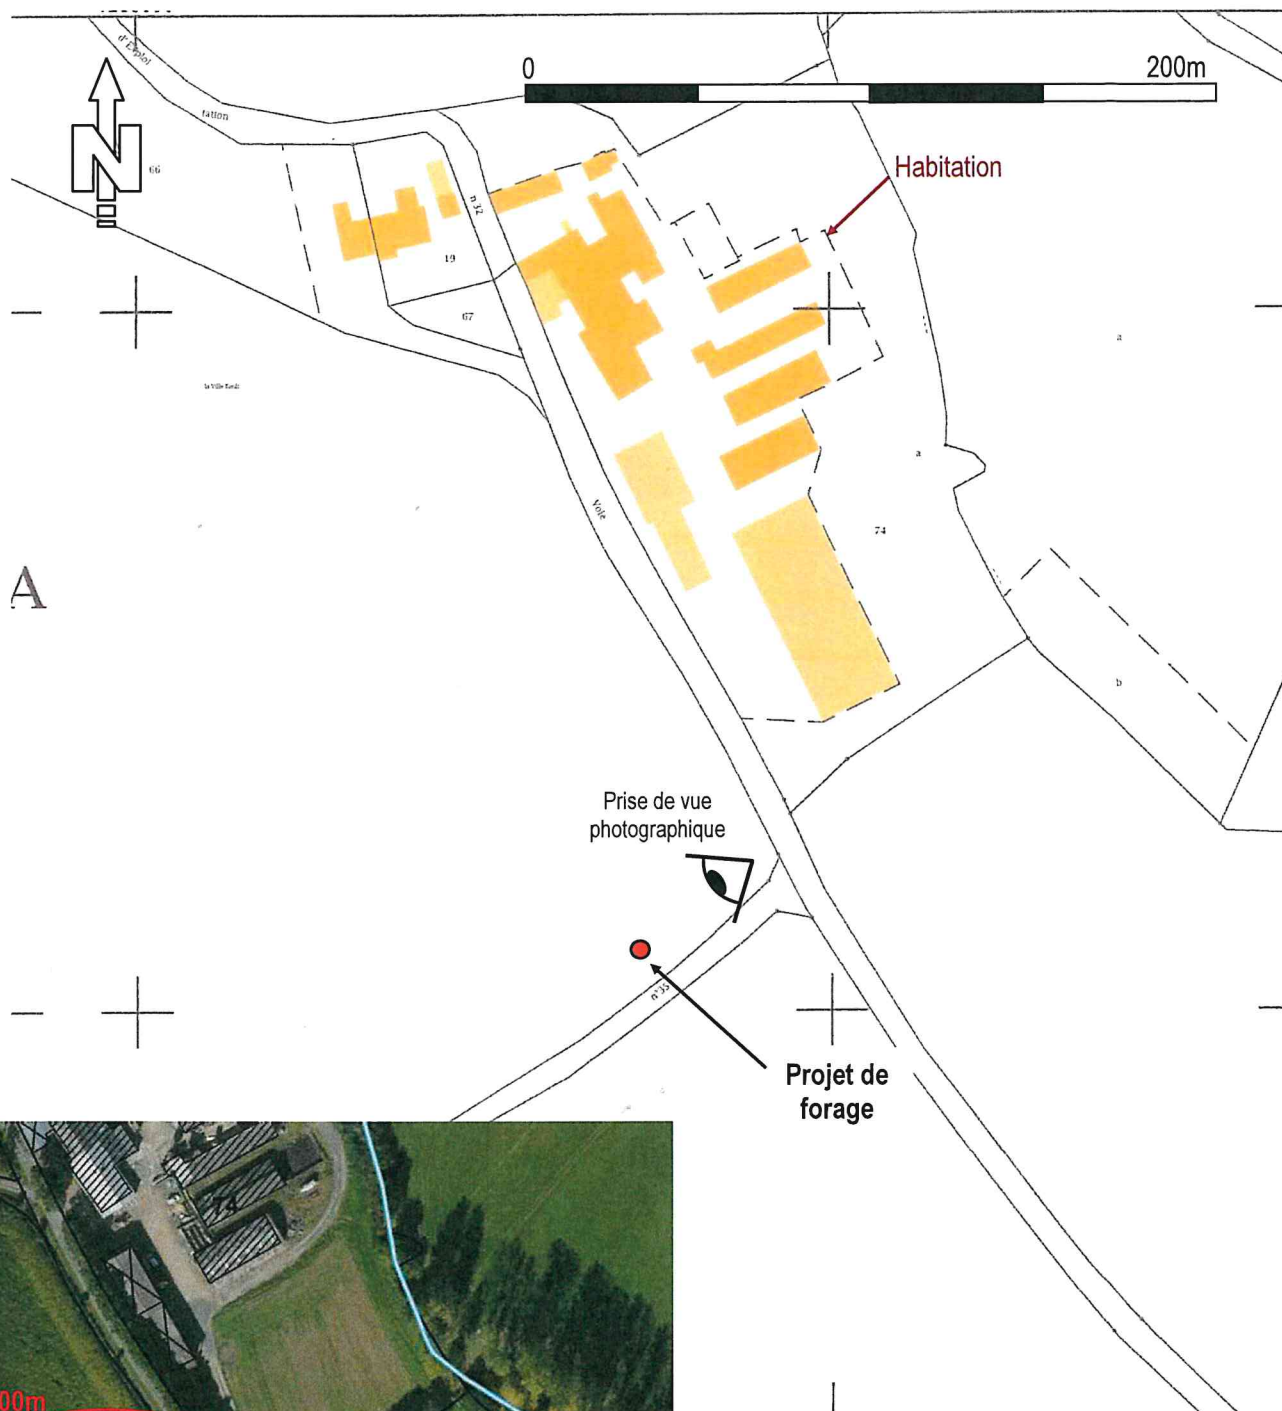 0 200m
d'Exploi
tation
N
66
n°32
Habitation
19
67
a
a
Voie
74
A
b
Prise de vue
photographique
n°35
Projet de
forage
74
00m